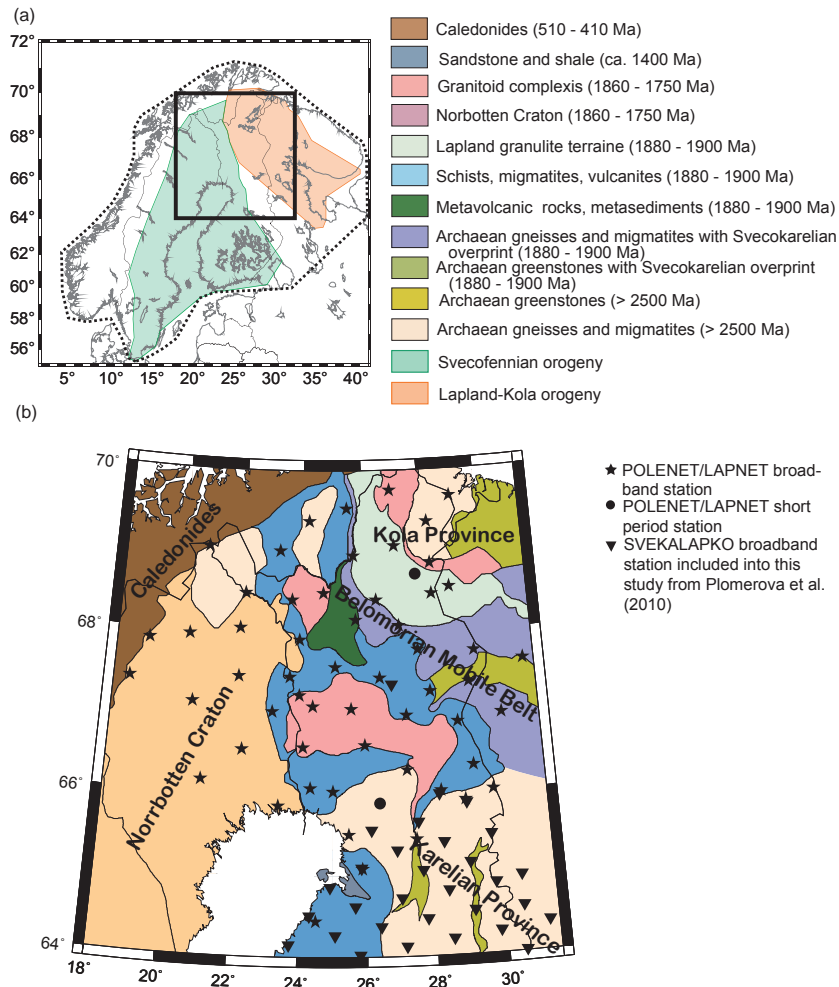 (a)
72°
70°
68°
66°
64°
62°
60°
58°
56°
5° 10° 15° 20° 25° 30° 35° 40°
Caledonides (510 - 410 Ma)
Sandstone and shale (ca. 1400 Ma)
Granitoid complexis (1860 - 1750 Ma)
Norbotten Craton (1860 - 1750 Ma)
Lapland granulite terraine (1880 - 1900 Ma)
Schists, migmatites, vulcanites (1880 - 1900 Ma)
Metavolcanic rocks, metasediments (1880 - 1900 Ma)
Archaean gneisses and migmatites with Svecokarelian
overprint (1880 - 1900 Ma)
Archaean greenstones with Svecokarelian overprint
(1880 - 1900 Ma)
Archaean greenstones (> 2500 Ma)
Archaean gneisses and migmatites (> 2500 Ma)
Svecofennian orogeny
Lapland-Kola orogeny
(b)
70°
68°
66°
64°
18° 20° 22° 24° 26° 28° 30°
Caledonides
Kola Province
Belomorian Mobile Belt
Norrbotten Craton
Karelian Province
POLENET/LAPNET broad-
band station
POLENET/LAPNET short
period station
SVEKALAPKO broadband
station included into this
study from Plomerova et al.
(2010)